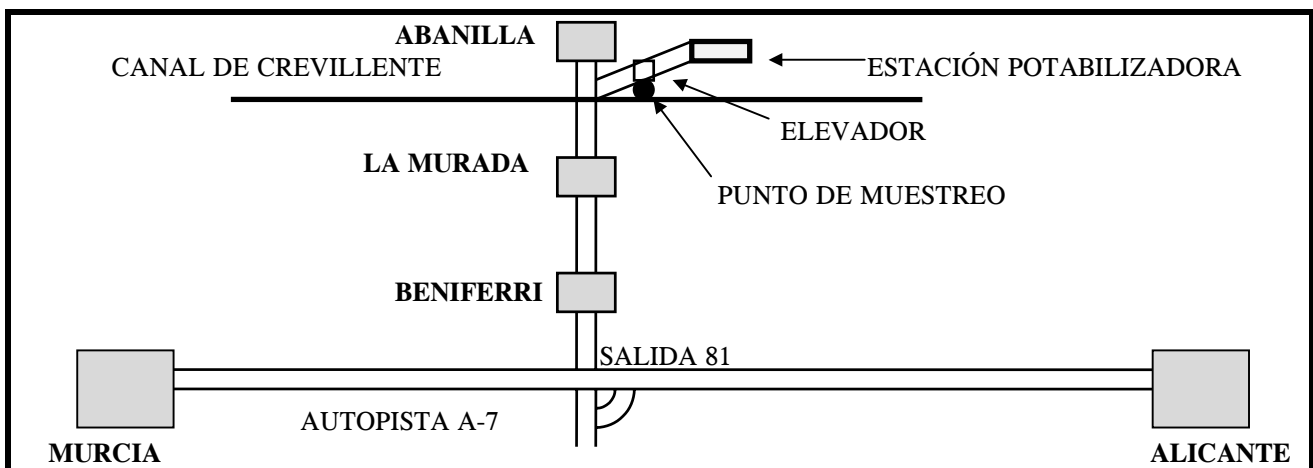 ABANILLA
CANAL DE CREVILLENTE
ESTACIÓN POTABILIZADORA
ELEVADOR
LA MURADA
PUNTO DE MUESTREO
BENIFERRI
SALIDA 81
AUTOPISTA A-7
MURCIA
ALICANTE